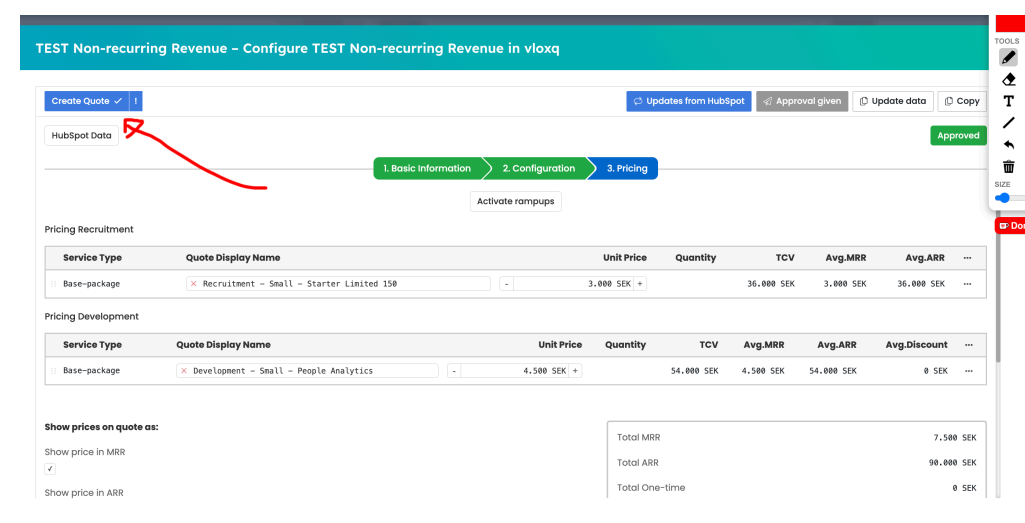 TEST Non-recurring Revenue – Configure TEST Non-recurring Revenue in vloxq
TOOLS
Create Quote ✓ !
Updates from HubSpot
Approval given
Update data
Copy
T
HubSpot Data
Approved
1. Basic Information
2. Configuration
3. Pricing
SIZE
Activate rampups
Pricing Recruitment
Service Type Quote Display Name Unit Price Quantity TCV Avg.MRR Avg.ARR ···
Base-package × Recruitment – Small – Starter Limited 150 - 3.000 SEK + 36.000 SEK 3.000 SEK 36.000 SEK ···
Pricing Development
Service Type Quote Display Name Unit Price Quantity TCV Avg.MRR Avg.ARR Avg.Discount ···
Base-package × Development – Small – People Analytics - 4.500 SEK + 54.000 SEK 4.500 SEK 54.000 SEK 0 SEK ···
Show prices on quote as:
Show price in MRR
✓
Show price in ARR
Total MRR 7.500 SEK
Total ARR 90.000 SEK
Total One-time 0 SEK